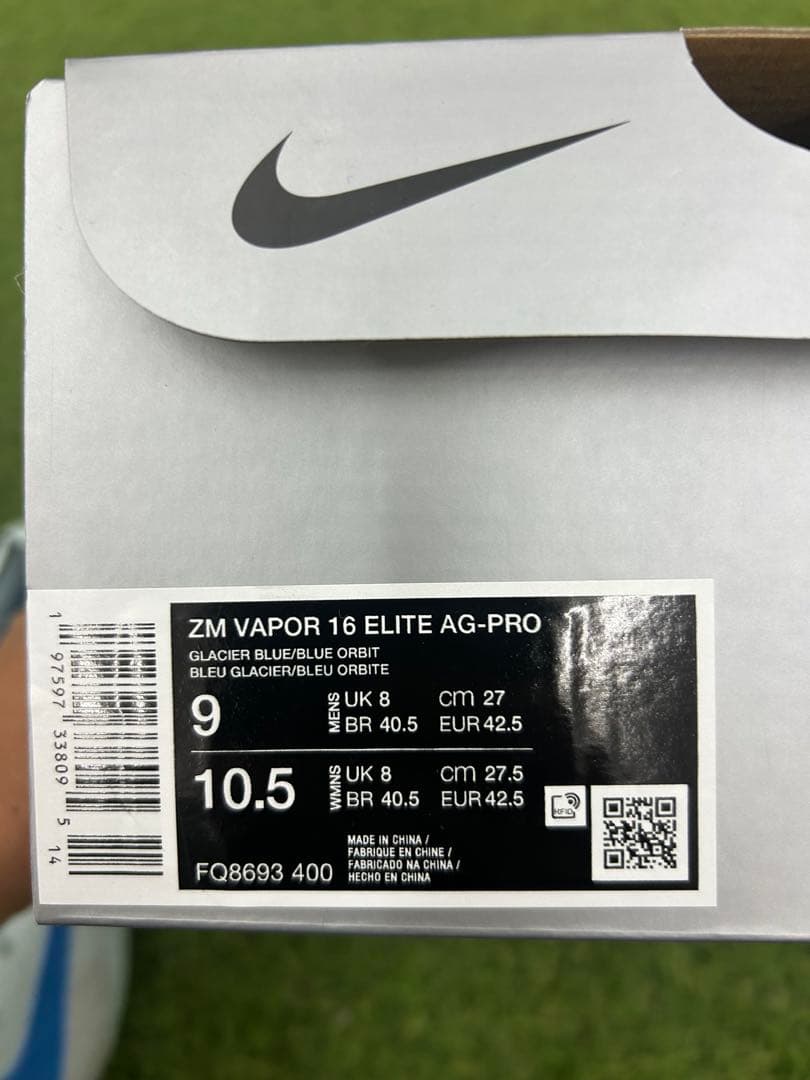 ZM VAPOR 16 ELITE AG-PRO
GLACIER BLUE/BLUE ORBIT
BLEU GLACIER/BLEU ORBITE
9
MENS
UK 8 cm 27
BR 40.5 EUR 42.5
10.5
WMNS
UK 8 cm 27.5
BR 40.5 EUR 42.5
RFID
FQ8693 400
MADE IN CHINA /
FABRIQUE EN CHINE /
FABRICADO NA CHINA /
HECHO EN CHINA
1 97597 33809 5 14